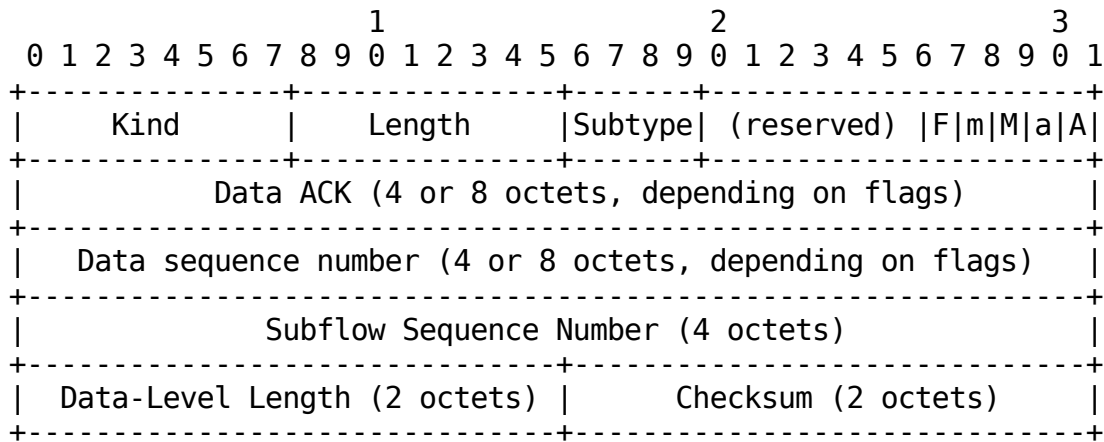 1                   2                   3
 0 1 2 3 4 5 6 7 8 9 0 1 2 3 4 5 6 7 8 9 0 1 2 3 4 5 6 7 8 9 0 1
+---------------+---------------+-------+----------------------+
|     Kind      |    Length     |Subtype| (reserved) |F|m|M|a|A|
+---------------+---------------+-------+----------------------+
|           Data ACK (4 or 8 octets, depending on flags)       |
+--------------------------------------------------------------+
|   Data sequence number (4 or 8 octets, depending on flags)   |
+--------------------------------------------------------------+
|              Subflow Sequence Number (4 octets)              |
+-------------------------------+------------------------------+
|  Data-Level Length (2 octets) |      Checksum (2 octets)     |
+-------------------------------+------------------------------+